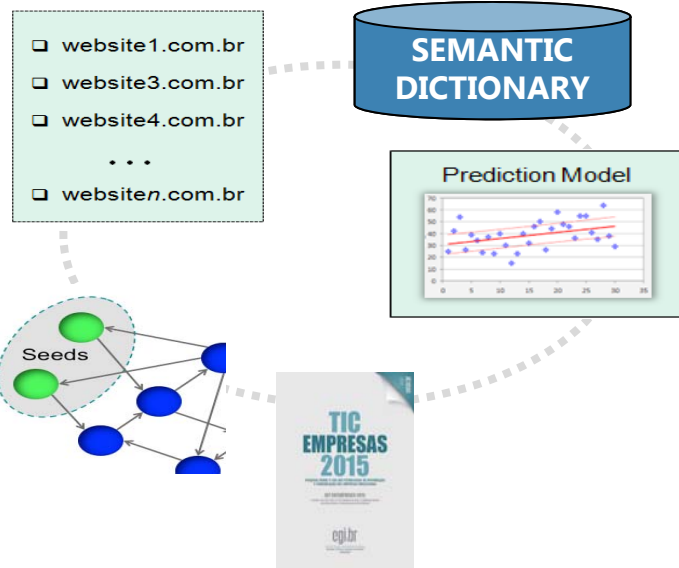 website1.com.br
website3.com.br
website4.com.br
...
websiten.com.br
SEMANTIC
DICTIONARY
Prediction Model
70
60
50
40
30
20
10
0
0 5 10 15 20 25 30 35
Seeds
TIC
EMPRESAS
2015
cgi.br